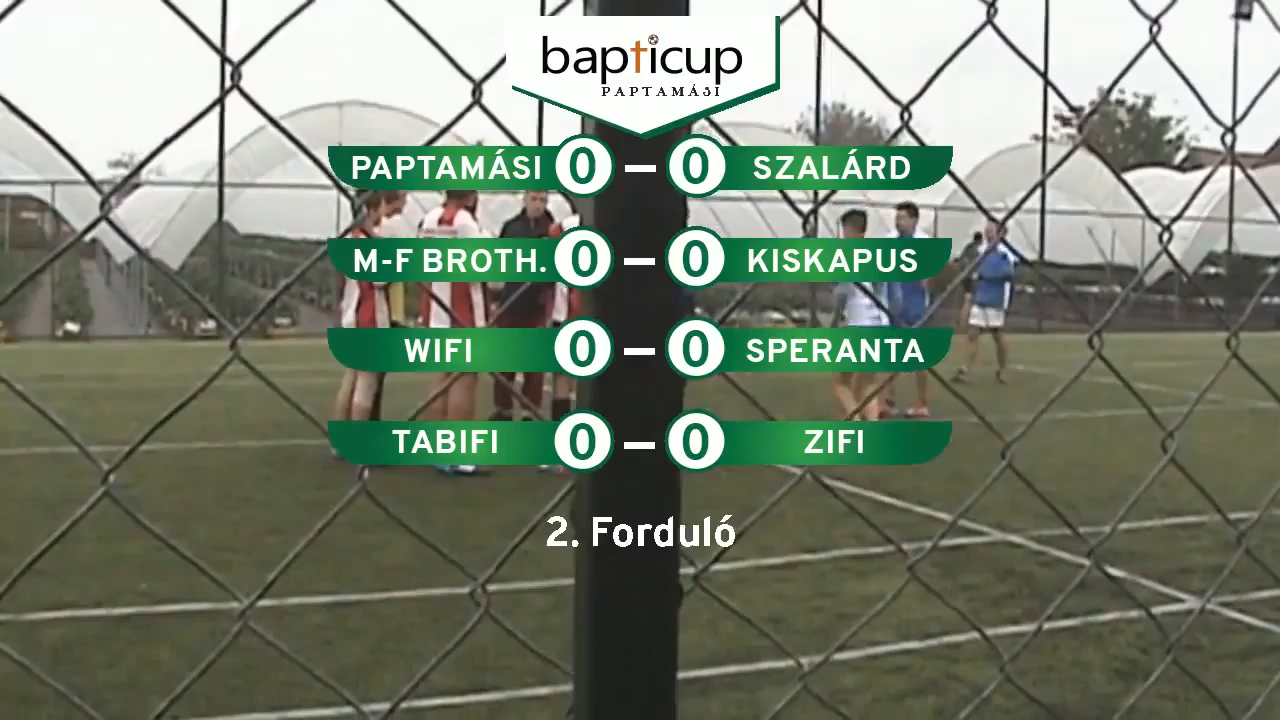 bapticup
PAPTAMÁSI
PAPTAMÁSI 0 – 0 SZALÁRD
M-F BROTH. 0 – 0 KISKAPUS
WIFI 0 – 0 SPERANTA
TABIFI 0 – 0 ZIFI
2. Forduló